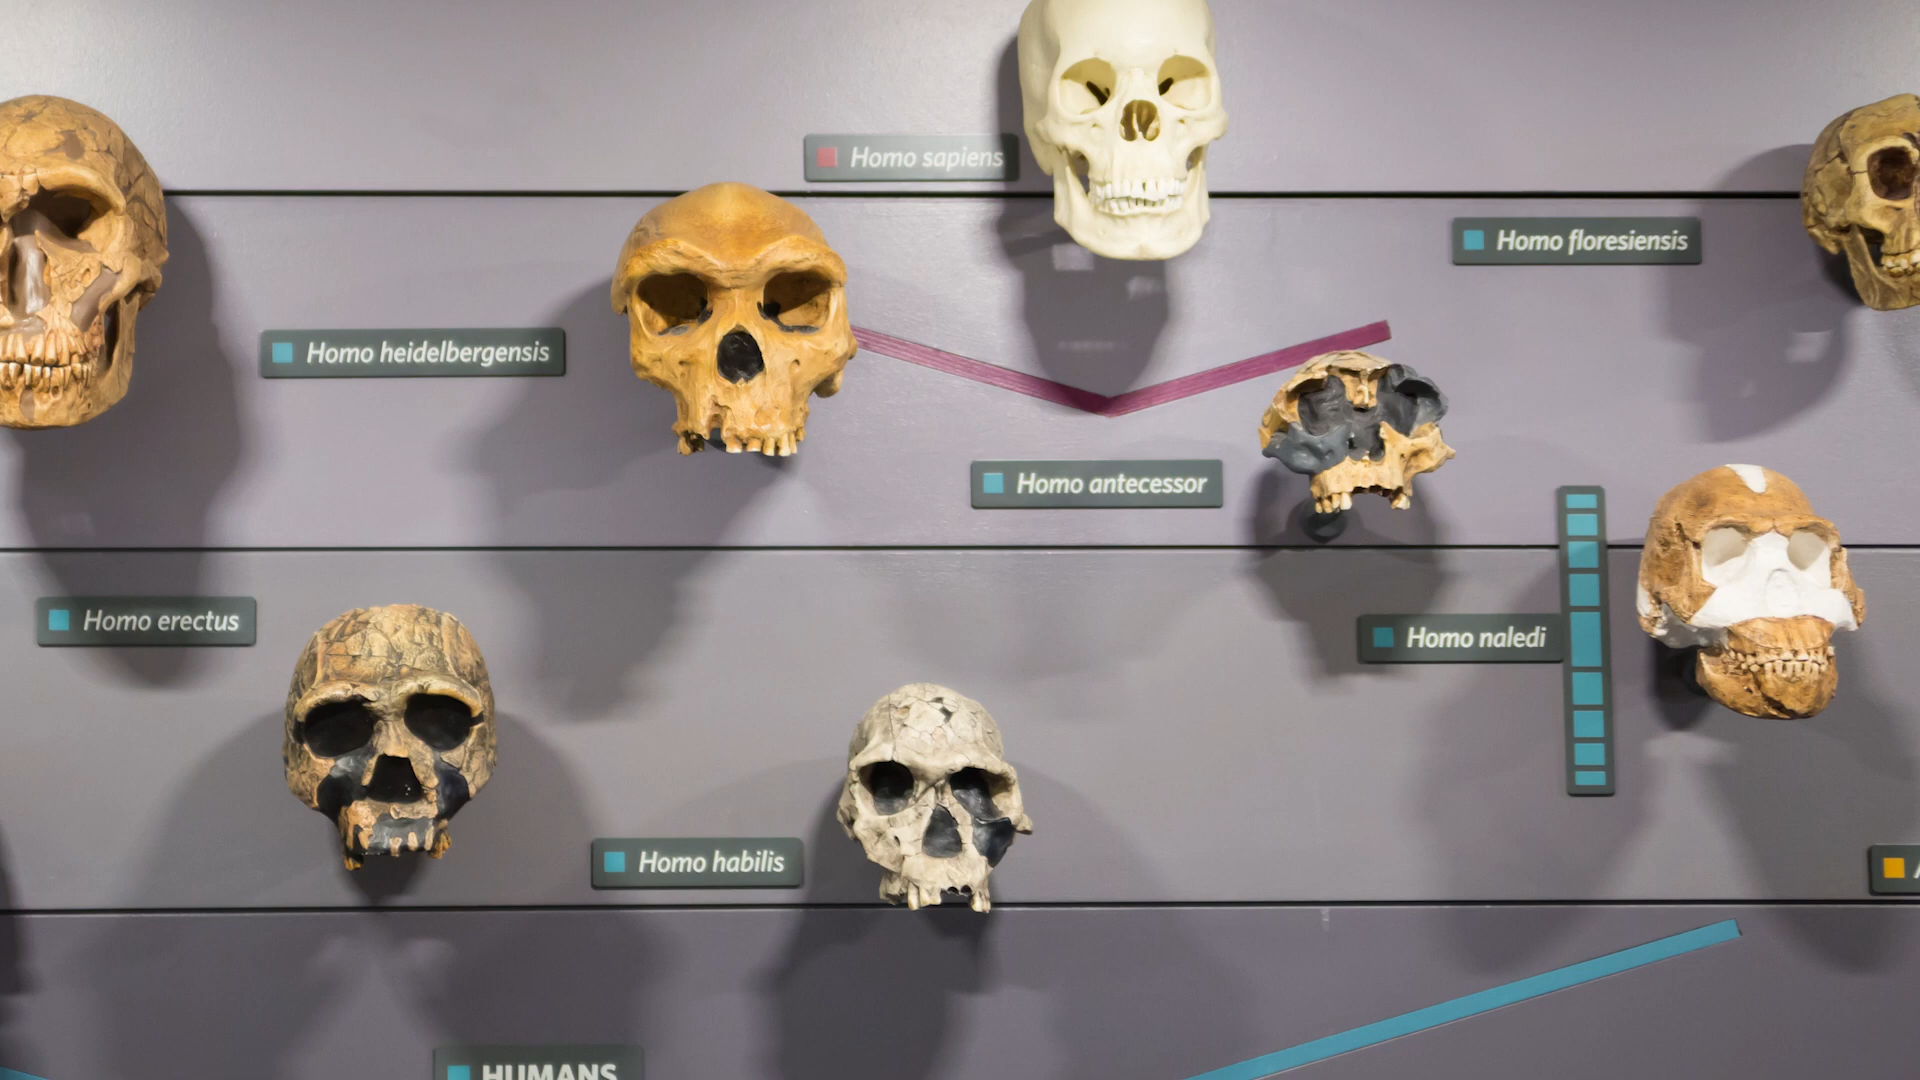 Homo sapiens
Homo floresiensis
Homo heidelbergensis
Homo antecessor
Homo erectus
Homo naledi
Homo habilis
HUMANS